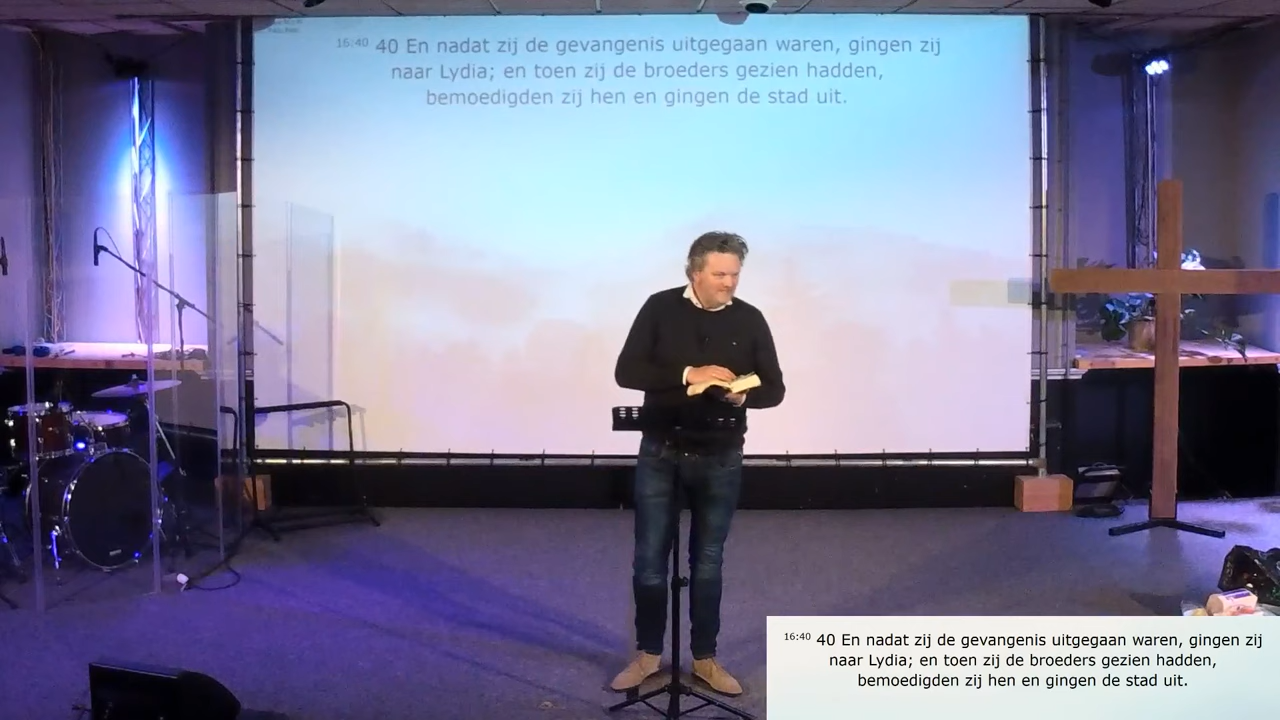 16:40 40 En nadat zij de gevangenis uitgegaan waren, gingen zij
naar Lydia; en toen zij de broeders gezien hadden,
bemoedigden zij hen en gingen de stad uit.
16:40 40 En nadat zij de gevangenis uitgegaan waren, gingen zij
naar Lydia; en toen zij de broeders gezien hadden,
bemoedigden zij hen en gingen de stad uit.